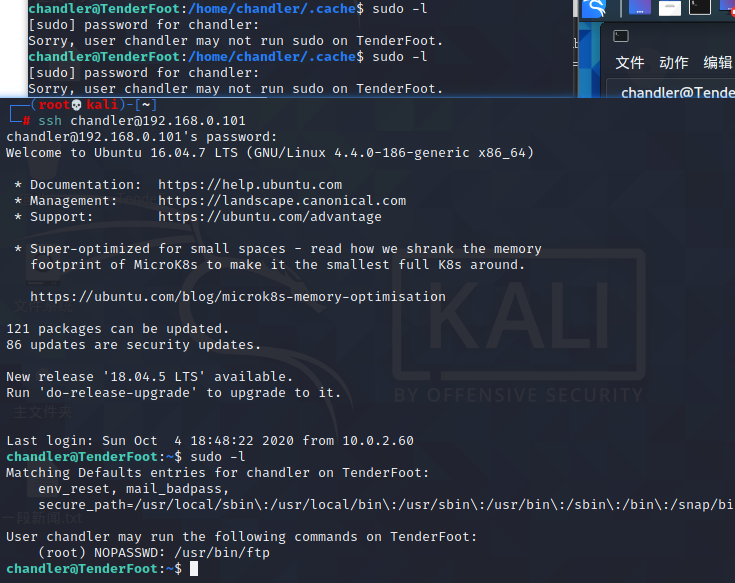 chandler@TenderFoot:/home/chandler/.cache$ sudo -l
[sudo] password for chandler:
Sorry, user chandler may not run sudo on TenderFoot.
chandler@TenderFoot:/home/chandler/.cache$ sudo -l
[sudo] password for chandler:
Sorry, user chandler may not run sudo on TenderFoot.
文件 动作 编辑
chandler@Tende
(root💀kali)-[~]
# ssh chandler@192.168.0.101
chandler@192.168.0.101's password:
Welcome to Ubuntu 16.04.7 LTS (GNU/Linux 4.4.0-186-generic x86_64)
* Documentation:  https://help.ubuntu.com
* Management:     https://landscape.canonical.com
* Support:        https://ubuntu.com/advantage
* Super-optimized for small spaces - read how we shrank the memory
footprint of MicroK8s to make it the smallest full K8s around.
https://ubuntu.com/blog/microk8s-memory-optimisation
121 packages can be updated.
86 updates are security updates.
New release '18.04.5 LTS' available.
Run 'do-release-upgrade' to upgrade to it.
Last login: Sun Oct  4 18:48:22 2020 from 10.0.2.60
chandler@TenderFoot:~$ sudo -l
Matching Defaults entries for chandler on TenderFoot:
env_reset, mail_badpass,
secure_path=/usr/local/sbin\:/usr/local/bin\:/usr/sbin\:/usr/bin\:/sbin\:/bin\:/snap/bi
User chandler may run the following commands on TenderFoot:
(root) NOPASSWD: /usr/bin/ftp
chandler@TenderFoot:~$
KALI
BY OFFENSIVE SECURITY
主文件夹